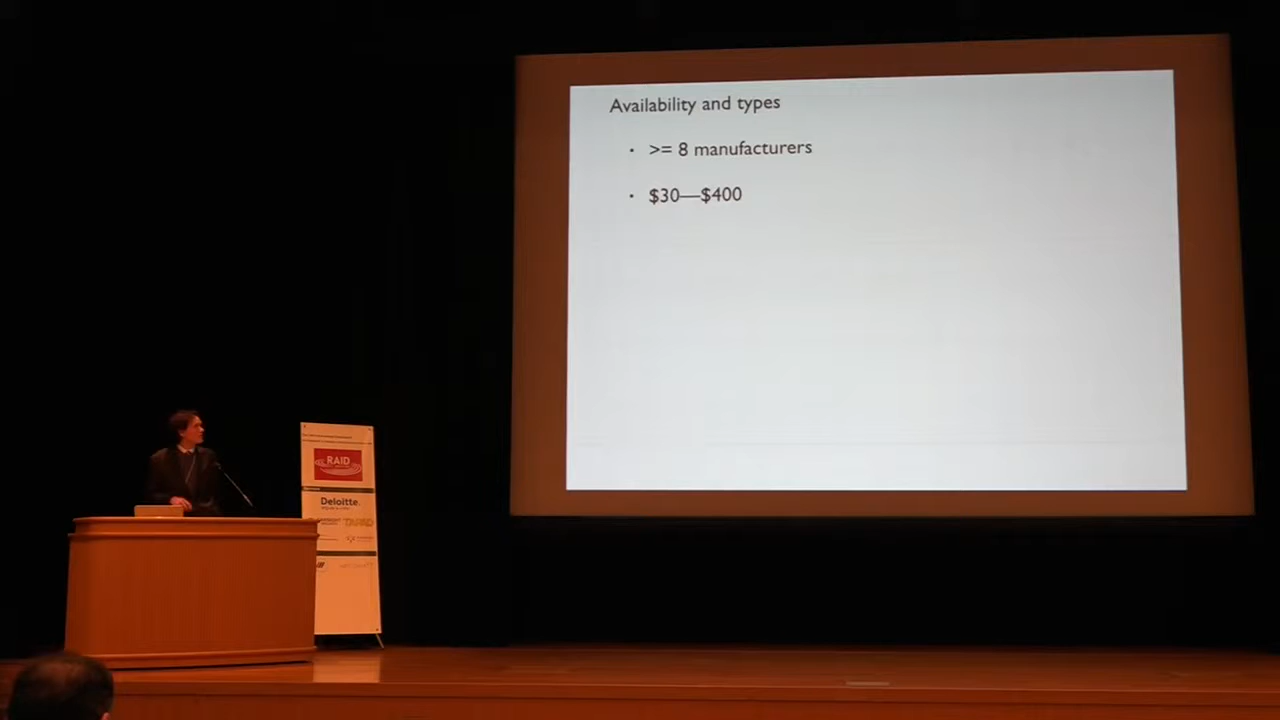 Availability and types
• >= 8 manufacturers
• $30—$400
RAID
Deloitte.